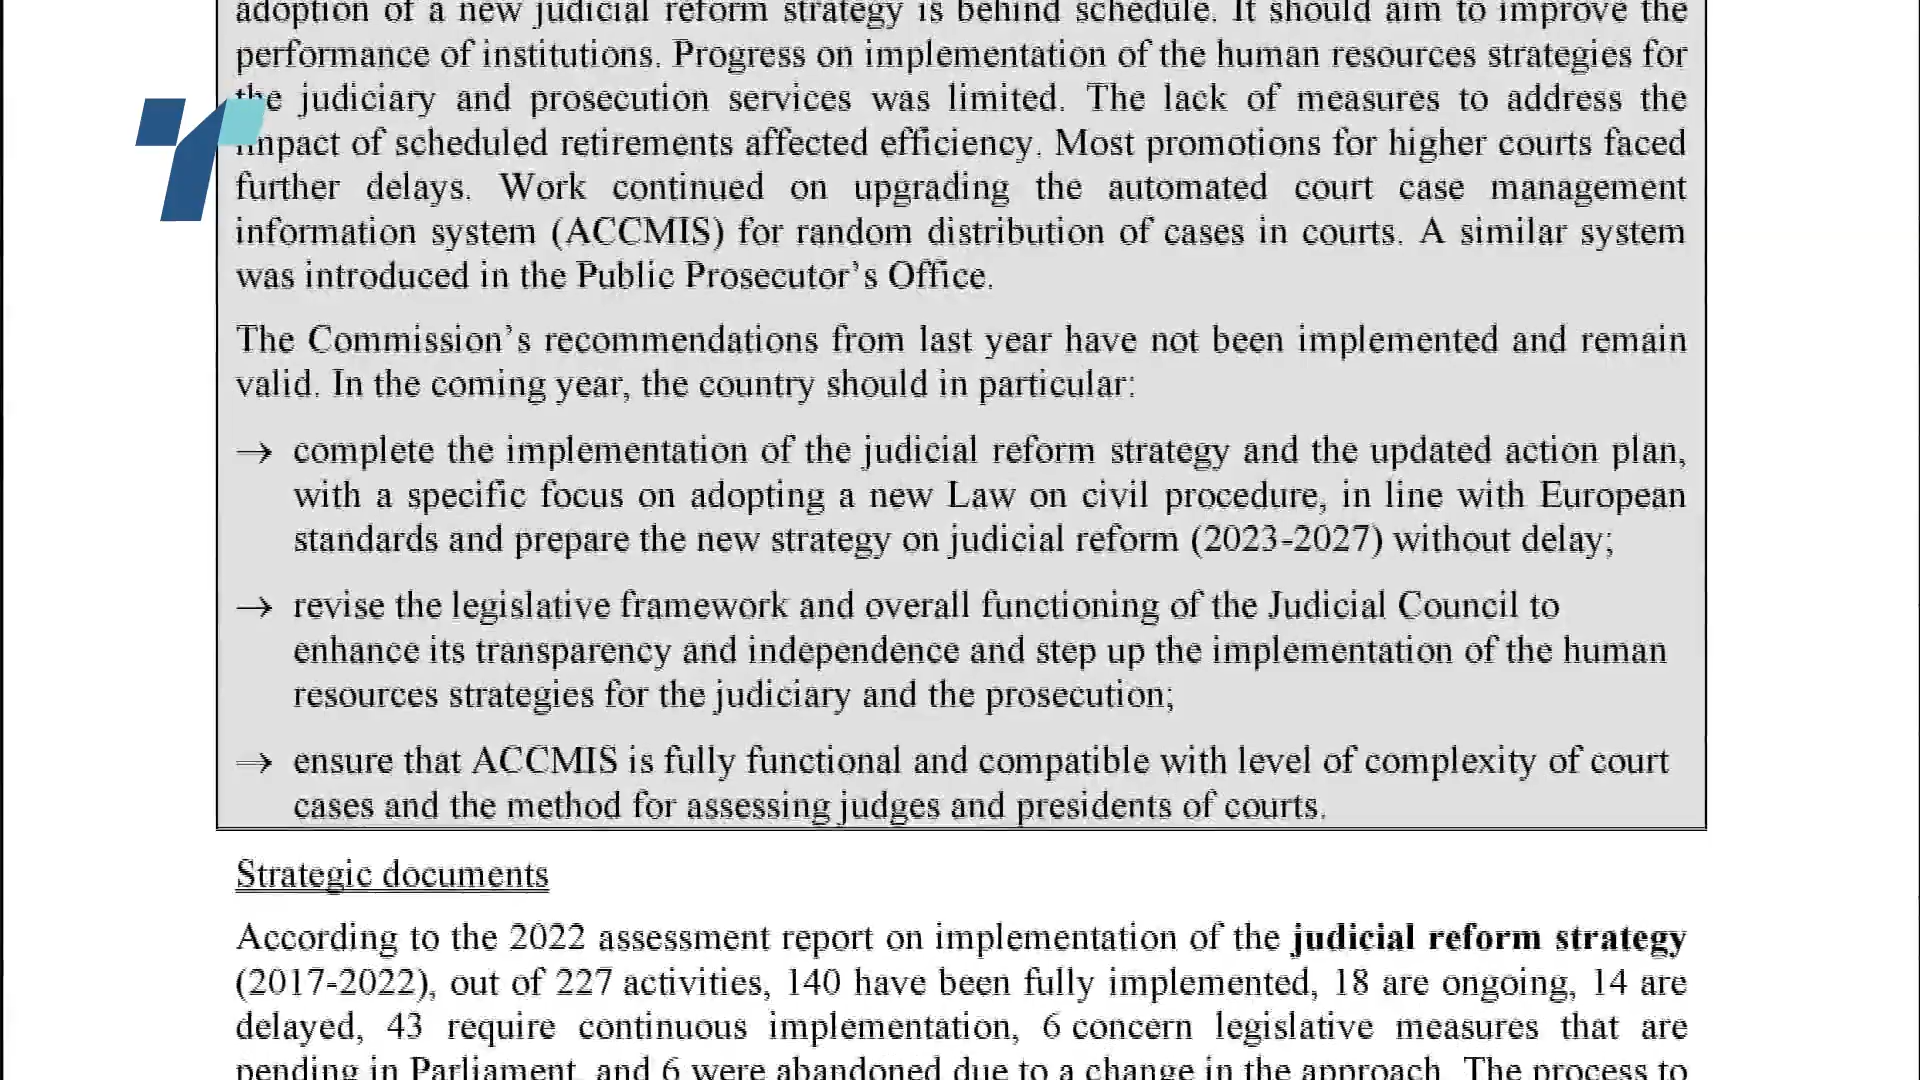 adoption of a new judicial reform strategy is behind schedule. It should aim to improve the
performance of institutions. Progress on implementation of the human resources strategies for
the judiciary and prosecution services was limited. The lack of measures to address the
impact of scheduled retirements affected efficiency. Most promotions for higher courts faced
further delays. Work continued on upgrading the automated court case management
information system (ACCMIS) for random distribution of cases in courts. A similar system
was introduced in the Public Prosecutor’s Office.
The Commission’s recommendations from last year have not been implemented and remain
valid. In the coming year, the country should in particular:
→ complete the implementation of the judicial reform strategy and the updated action plan,
with a specific focus on adopting a new Law on civil procedure, in line with European
standards and prepare the new strategy on judicial reform (2023-2027) without delay;
→ revise the legislative framework and overall functioning of the Judicial Council to
enhance its transparency and independence and step up the implementation of the human
resources strategies for the judiciary and the prosecution;
→ ensure that ACCMIS is fully functional and compatible with level of complexity of court
cases and the method for assessing judges and presidents of courts.
Strategic documents
According to the 2022 assessment report on implementation of the judicial reform strategy
(2017-2022), out of 227 activities, 140 have been fully implemented, 18 are ongoing, 14 are
delayed, 43 require continuous implementation, 6 concern legislative measures that are
pending in Parliament, and 6 were abandoned due to a change in the approach. The process to